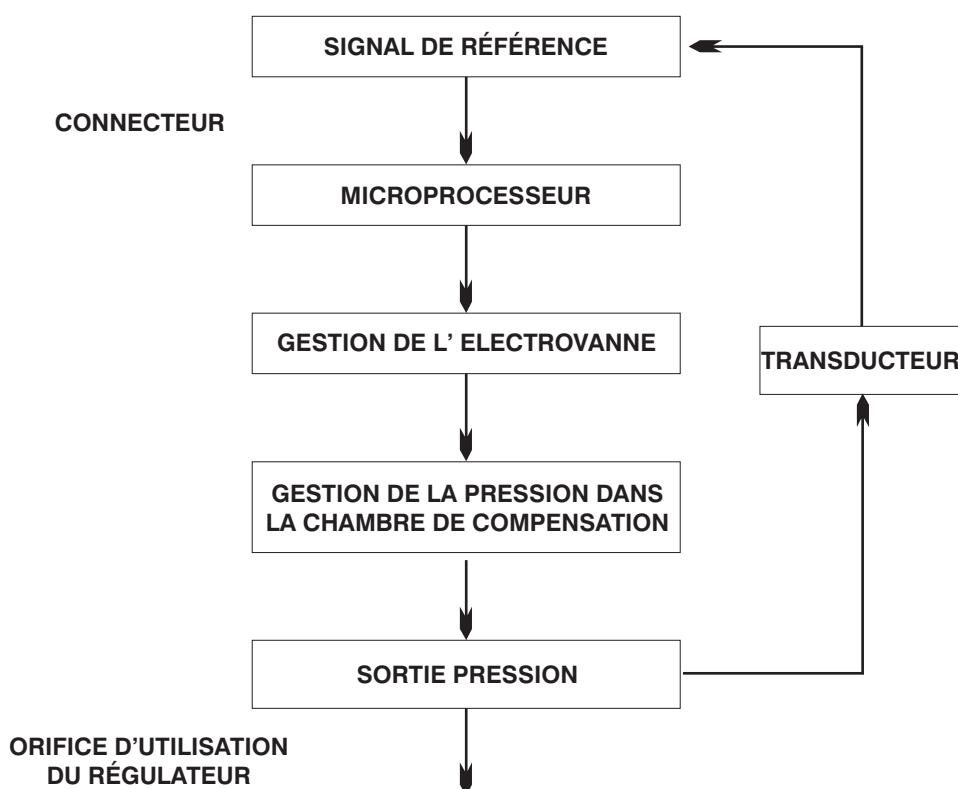 SIGNAL DE RÉFÉRENCE
CONNECTEUR
MICROPROCESSEUR
GESTION DE L' ELECTROVANNE
TRANSDUCTEUR
GESTION DE LA PRESSION DANS
LA CHAMBRE DE COMPENSATION
SORTIE PRESSION
ORIFICE D'UTILISATION
DU RÉGULATEUR